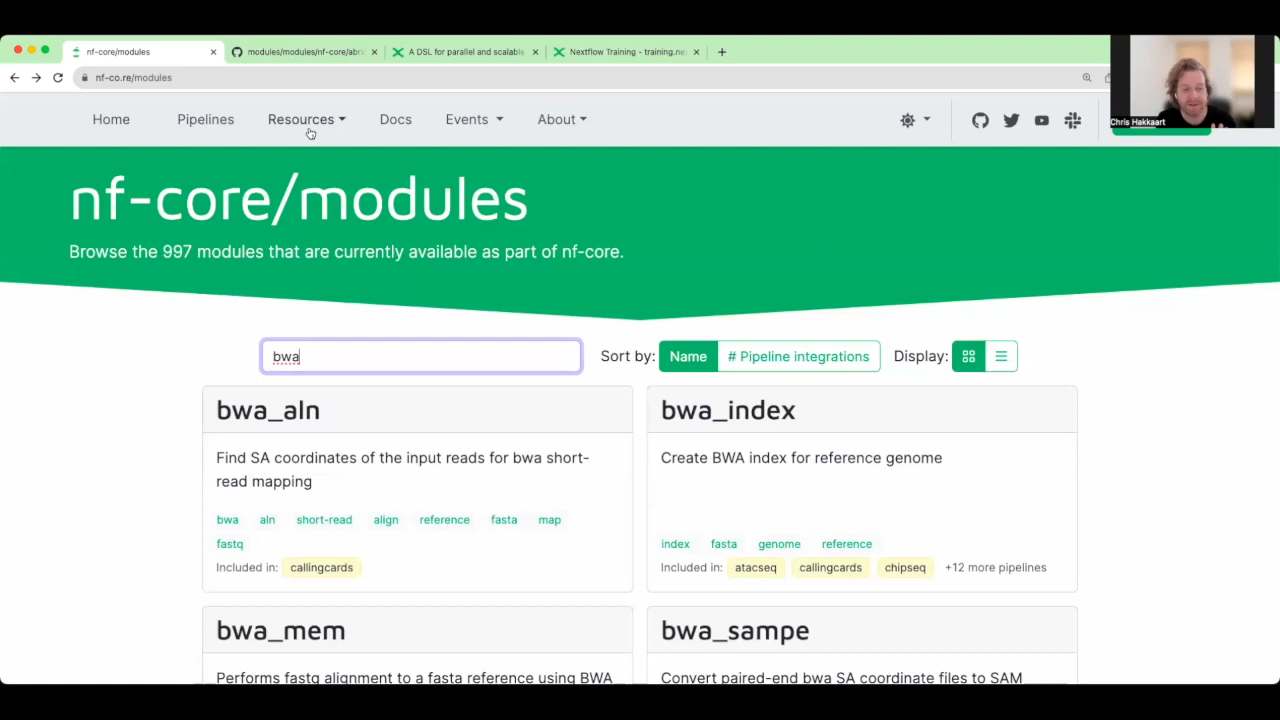 nf-core/modules
modules/modules/nf-core/abri
A DSL for parallel and scalable
Nextflow Training - training.ne
nf-co.re/modules
Home
Pipelines
Resources
Docs
Events
About
Chris Hakkaart
nf-core/modules
Browse the 997 modules that are currently available as part of nf-core.
bwa
Sort by:
Name
# Pipeline integrations
Display:
bwa_aln
Find SA coordinates of the input reads for bwa short-
read mapping
bwa aln short-read align reference fasta map
fastq
Included in: callingcards
bwa_index
Create BWA index for reference genome
index fasta genome reference
Included in: atacseq callingcards chipseq +12 more pipelines
bwa_mem
Performs fastq alignment to a fasta reference using BWA
bwa_sampe
Convert paired-end bwa SA coordinate files to SAM